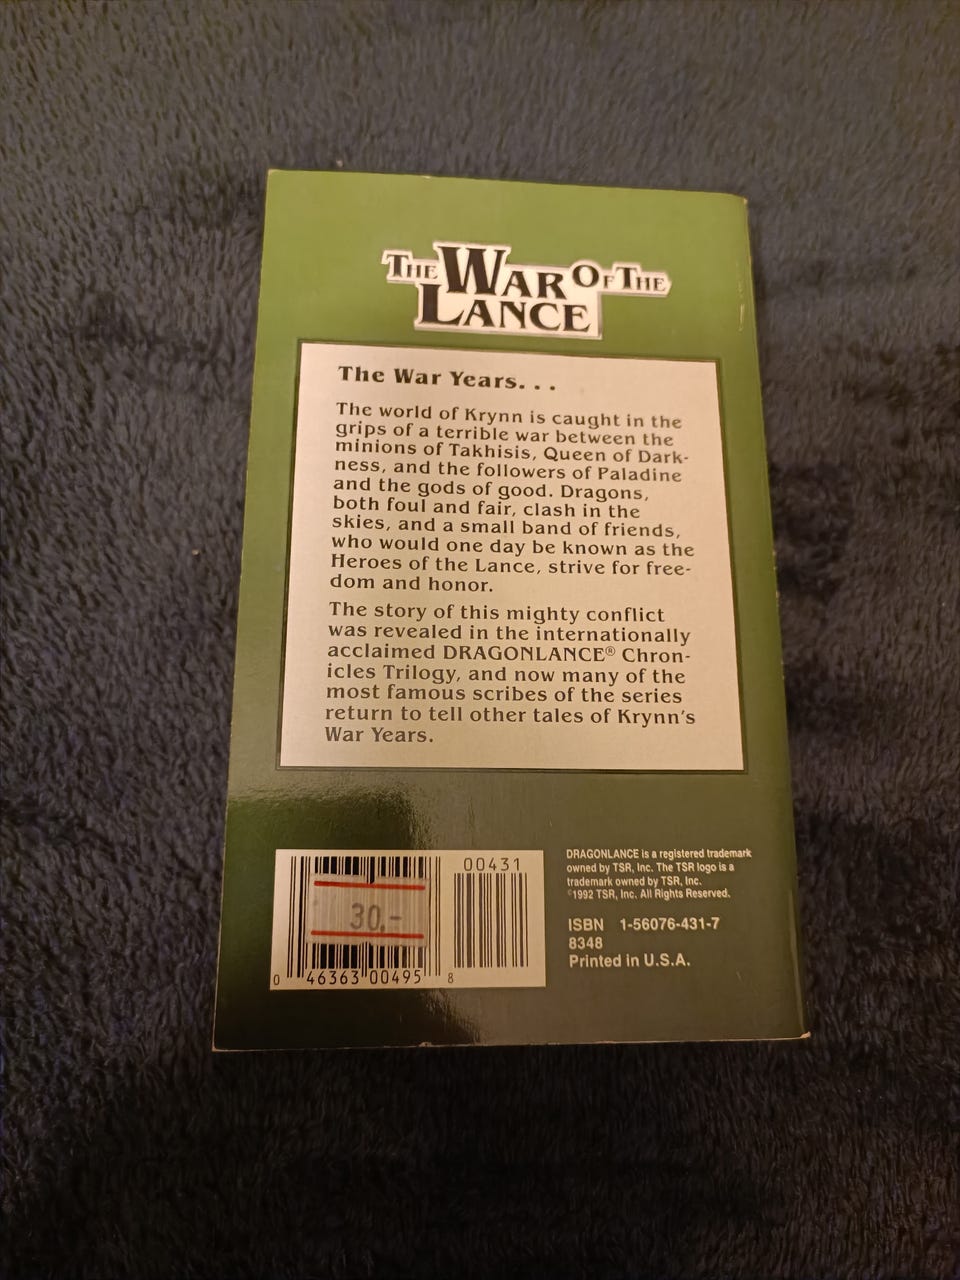 THE WAR OF THE
LANCE
The War Years. . .
The world of Krynn is caught in the
grips of a terrible war between the
minions of Takhisis, Queen of Dark-
ness, and the followers of Paladine
and the gods of good. Dragons,
both foul and fair, clash in the
skies, and a small band of friends,
who would one day be known as the
Heroes of the Lance, strive for free-
dom and honor.
The story of this mighty conflict
was revealed in the internationally
acclaimed DRAGONLANCE® Chron-
icles Trilogy, and now many of the
most famous scribes of the series
return to tell other tales of Krynn's
War Years.
00431
30,-
0 46363 00495 8
DRAGONLANCE is a registered trademark
owned by TSR, Inc. The TSR logo is a
trademark owned by TSR, Inc.
©1992 TSR, Inc. All Rights Reserved.
ISBN 1-56076-431-7
8348
Printed in U.S.A.